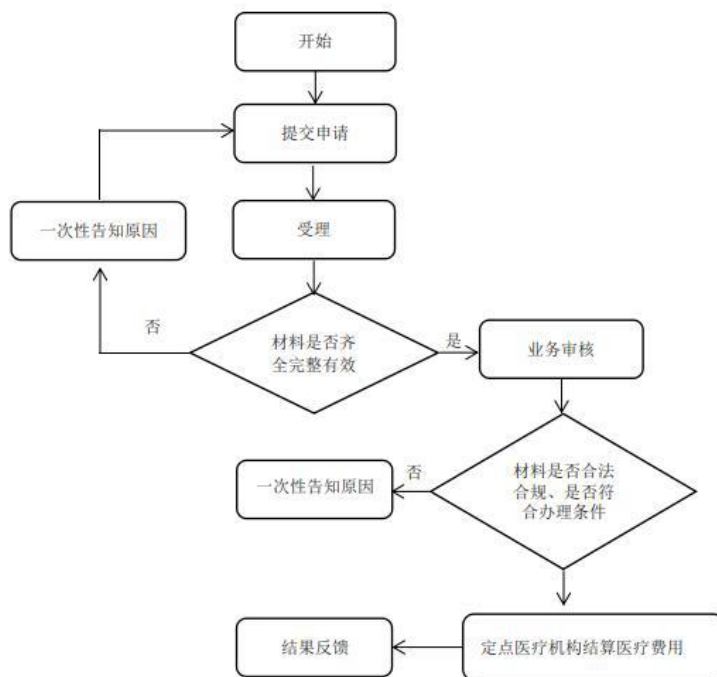 开始
提交申请
一次性告知原因
受理
否
材料是否齐
全完整有效
是
业务审核
一次性告知原因
否
材料是否合法
合规、是否符
合办理条件
结果反馈
定点医疗机构结算医疗费用